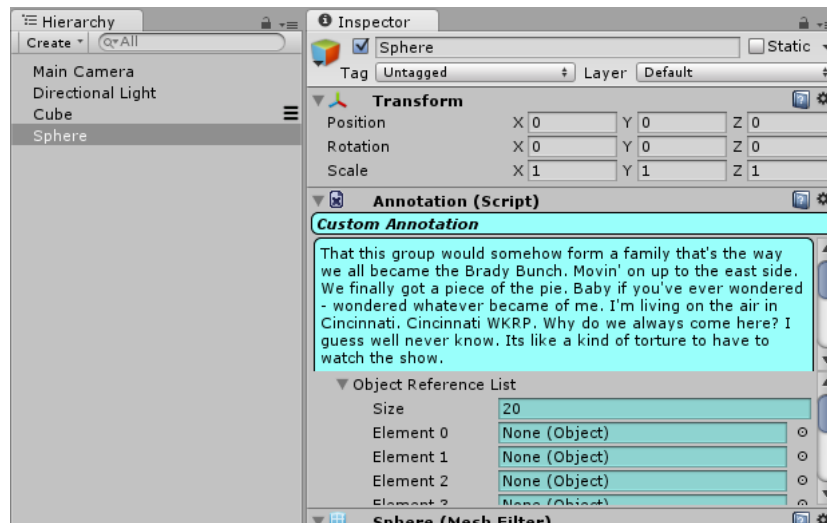 Hierarchy
Create
All
Main Camera
Directional Light
Cube
Sphere
Inspector
Sphere
Static
Tag Untagged Layer Default
Transform
Position X 0 Y 0 Z 0
Rotation X 0 Y 0 Z 0
Scale X 1 Y 1 Z 1
Annotation (Script)
Custom Annotation
That this group would somehow form a family that's the way
we all became the Brady Bunch. Movin' on up to the east side.
We finally got a piece of the pie. Baby if you've ever wondered
- wondered whatever became of me. I'm living on the air in
Cincinnati. Cincinnati WKRP. Why do we always come here? I
guess well never know. Its like a kind of torture to have to
watch the show.
Object Reference List
Size 20
Element 0 None (Object)
Element 1 None (Object)
Element 2 None (Object)
Element 3 None (Object)
Sphere (Mesh Filter)